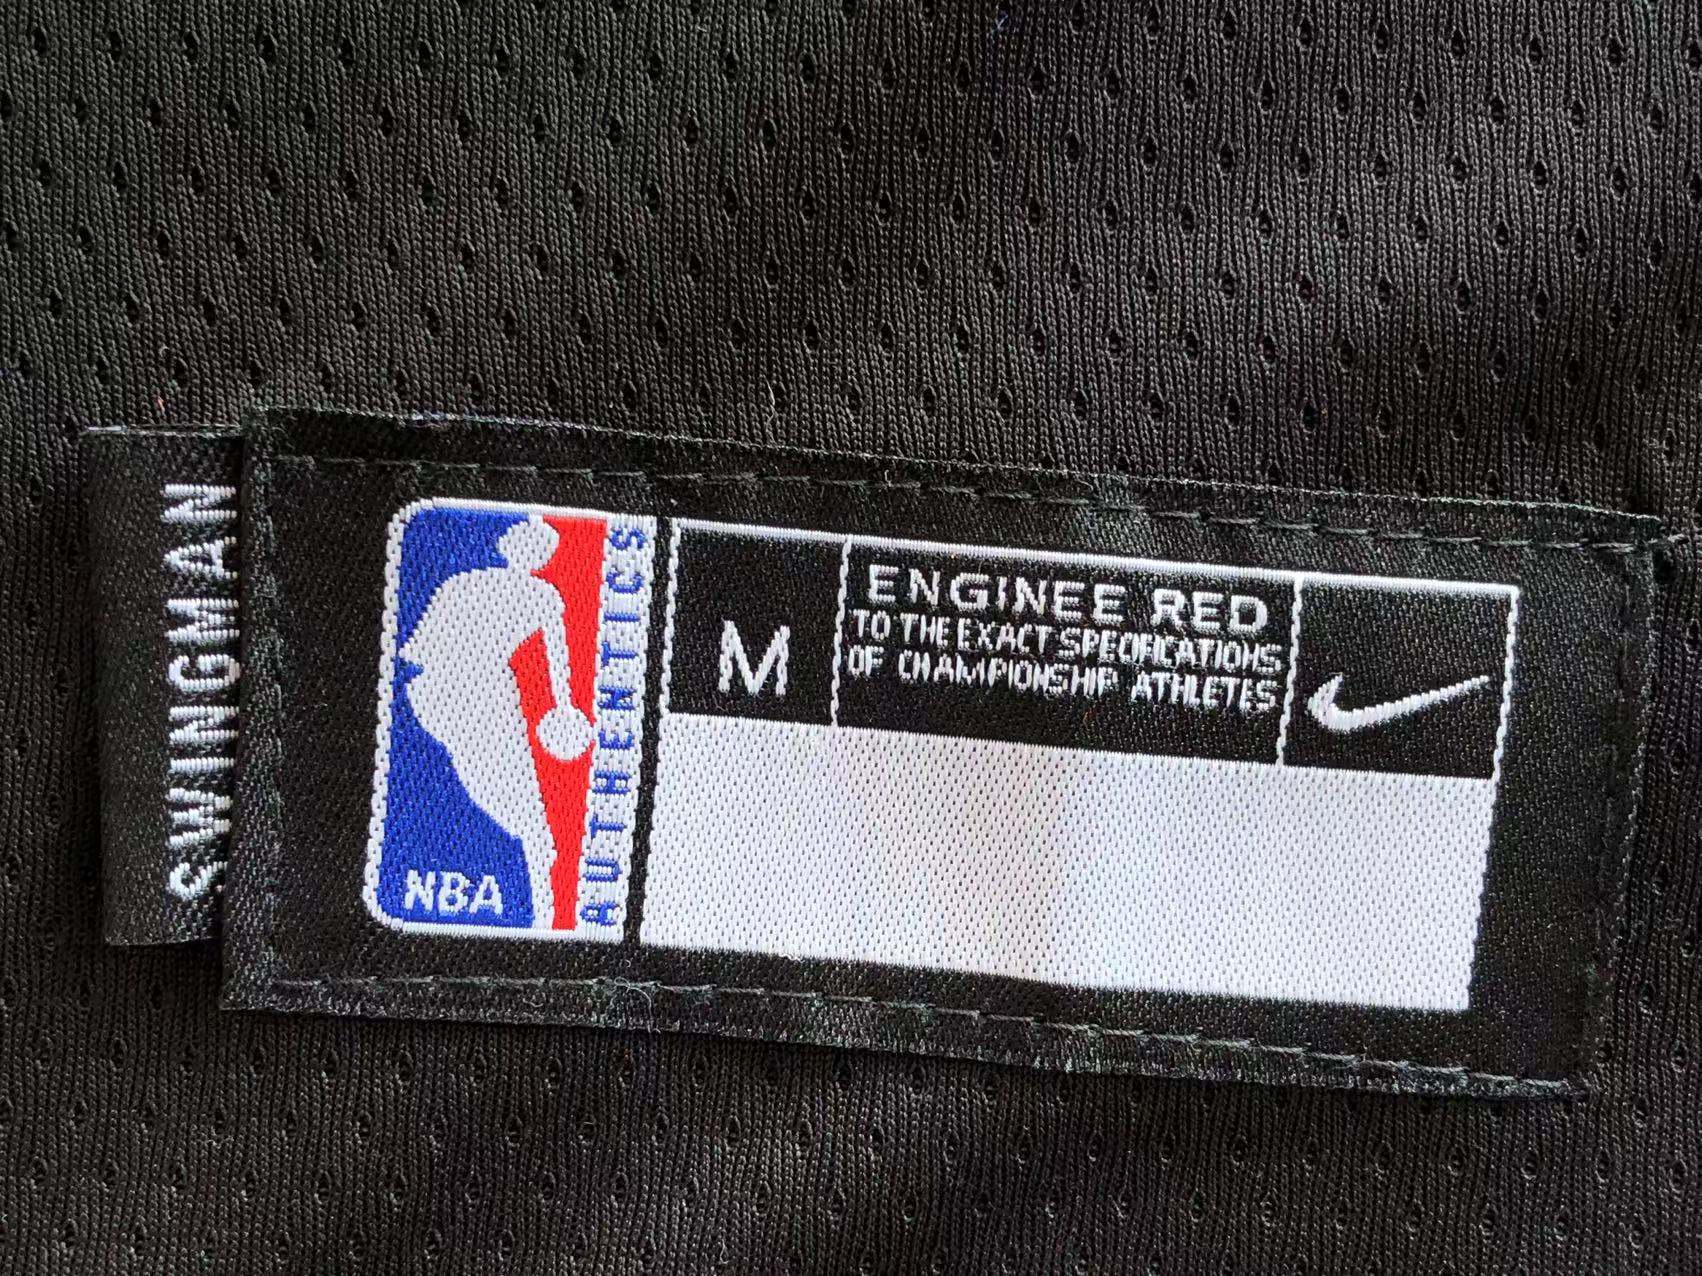 SWINGMAN
NBA
AUTHENTICS
M
ENGINEE RED
TO THE EXACT SPECIFICATIONS
OF CHAMPIONSHIP ATHLETES